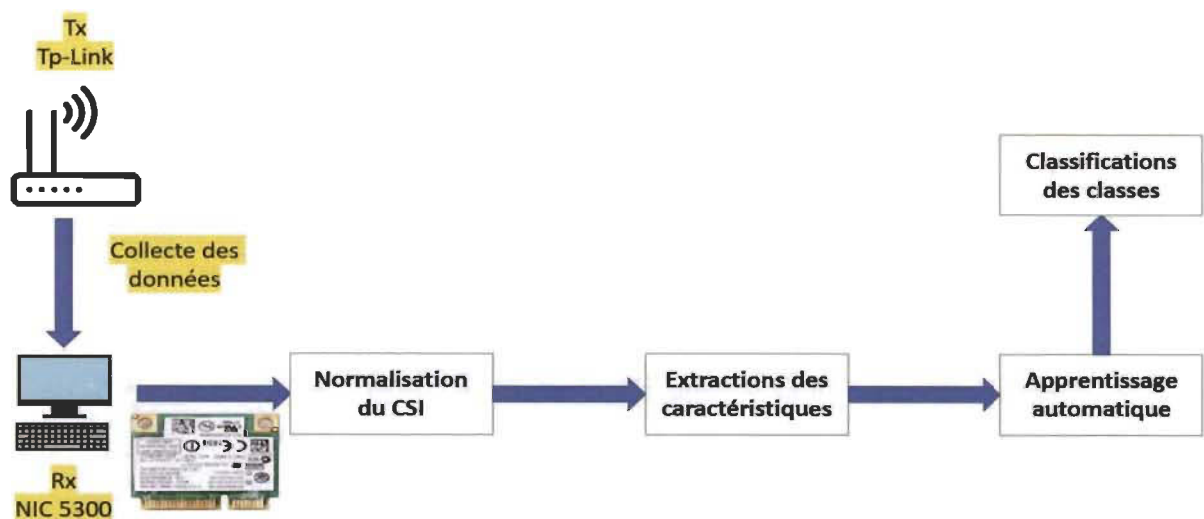 Tx
Tp-Link
Collecte des
données
Rx
NIC 5300
Normalisation
du CSI
Extractions des
caractéristiques
Apprentissage
automatique
Classifications
des classes